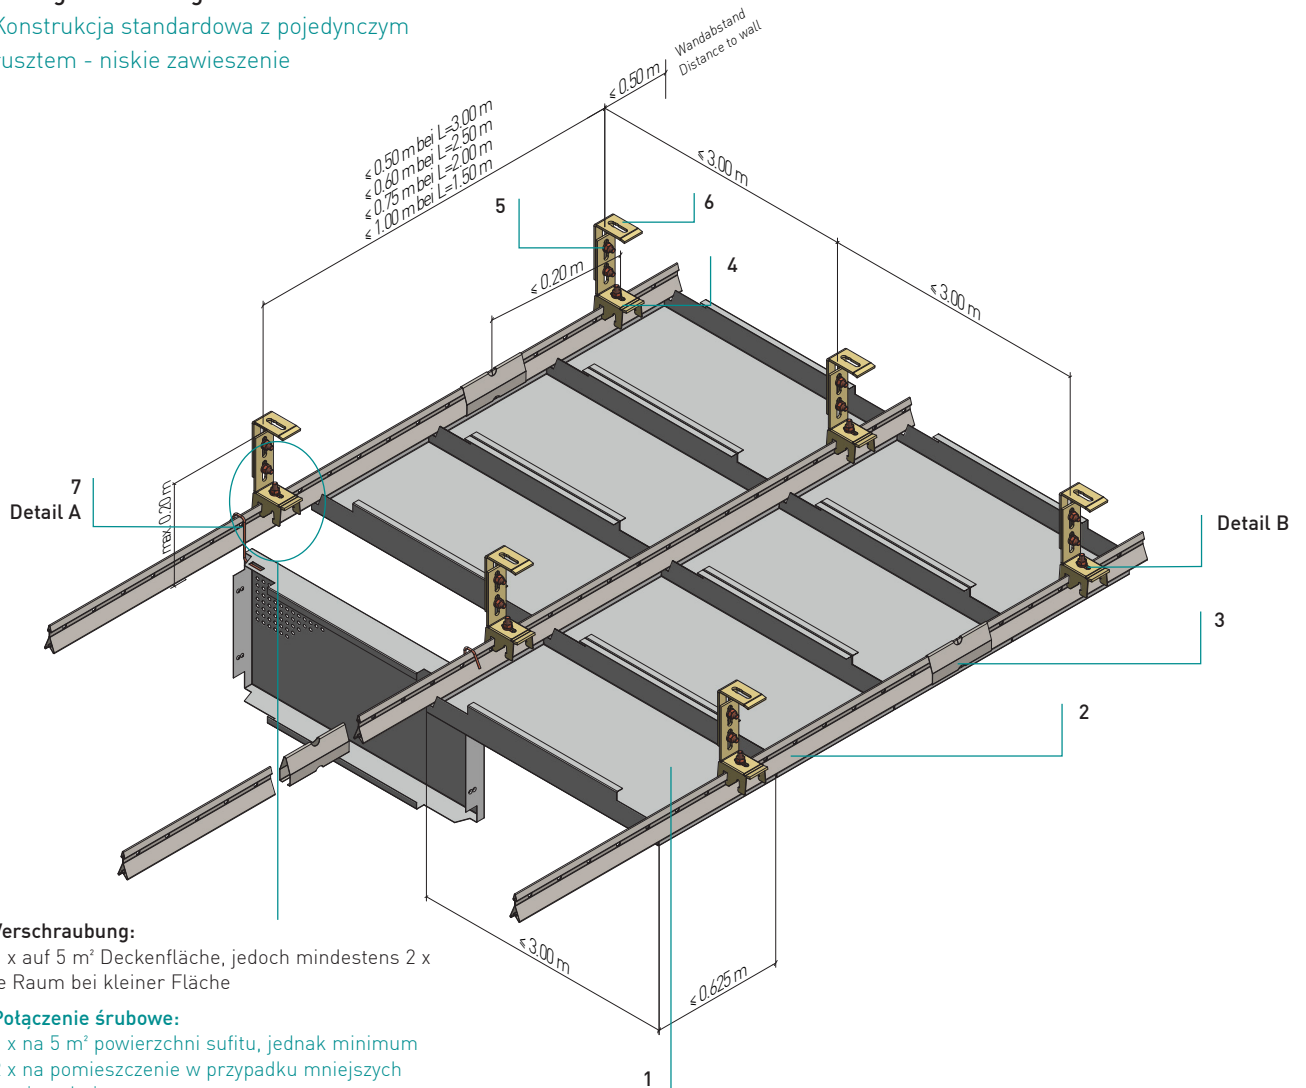 Konstrukcja standardowa z pojedynczym
rusztem - niskie zawieszenie
Wandabstand
Distance to wall
≤ 0.50 m
≤ 0.50 m bei L=3.00 m
≤ 0.60 m bei L=2.50 m
≤ 0.75 m bei L=2.00 m
≤ 1.00 m bei L=1.50 m
≤ 3.00 m
5
6
4
≤ 0.20 m
≤ 3.00 m
7
Detail A
max. 0.20 m
Detail B
3
2
Verschraubung:
x auf 5 m² Deckenfläche, jedoch mindestens 2 x
je Raum bei kleiner Fläche
≤ 3.00 m
≤ 0.625 m
Połączenie śrubowe:
x na 5 m² powierzchni sufitu, jednak minimum
x na pomieszczenie w przypadku mniejszych
1